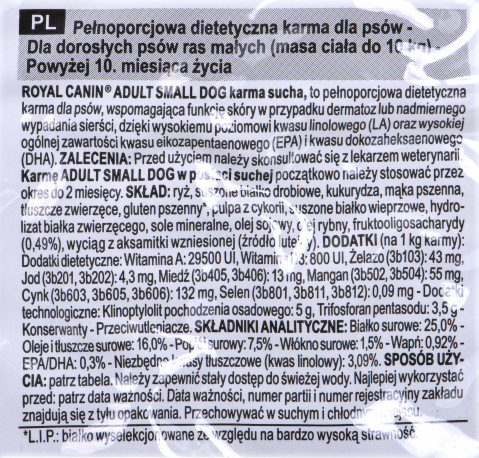 PL Pełnoporcjowa dietetyczna karma dla psów -
Dla dorosłych psów ras małych (masa ciała do 10 kg) -
Powyżej 10. miesiąca życia
ROYAL CANIN® ADULT SMALL DOG karma sucha, to pełnoporcjowa dietetyczna
karma dla psów, wspomagająca funkcję skóry w przypadku dermatoz lub nadmiernego
wypadania sierści, dzięki wysokiemu poziomowi kwasu linolowego (LA) oraz wysokiej
ogólnej zawartości kwasu eikozapentaenowego (EPA) i kwasu dokozaheksaenowego
(DHA). ZALECENIA: Przed użyciem należy skonsultować się z lekarzem weterynarii.
Karmę ADULT SMALL DOG w postaci suchej początkowo należy stosować przez
okres do 2 miesięcy. SKŁAD: ryż, suszone białko drobiowe, kukurydza, mąka pszenna,
tłuszcze zwierzęce, gluten pszenny*, pulpa z cykorii, suszone białko wieprzowe, hydro-
lizat białka zwierzęcego, sole mineralne, olej sojowy, olej rybny, fruktooligosacharydy
(0,49%), wyciąg z aksamitki wzniesionej (źródło luteiny). DODATKI (na 1 kg karmy):
Dodatki dietetyczne: Witamina A: 29500 UI, Witamina D3: 800 UI, Żelazo (3b103): 43 mg,
Jod (3b201, 3b202): 4,3 mg, Miedź (3b405, 3b406): 13 mg, Mangan (3b502, 3b504): 55 mg,
Cynk (3b603, 3b605, 3b606): 132 mg, Selen (3b801, 3b811, 3b812): 0,09 mg - Dodatki
technologiczne: Klinoptylolit pochodzenia osadowego: 5 g, Trifosforan pentasodu: 3,5 g -
Konserwanty - Przeciwutleniacze. SKŁADNIKI ANALITYCZNE: Białko surowe: 25,0% -
Oleje i tłuszcze surowe: 16,0% - Popiół surowy: 7,5% - Włókno surowe: 1,5% - Wapń: 0,92% -
EPA/DHA: 0,3% - Niezbędne kwasy tłuszczowe (kwas linolowy): 3,09%. SPOSÓB UŻY-
CIA: patrz tabela. Należy zapewnić stały dostęp do świeżej wody. Najlepiej wykorzystać
przed: patrz data ważności. Data ważności, numer partii i numer rejestracyjny zakładu
znajdują się z tyłu opakowania. Przechowywać w suchym i chłodnym miejscu.
*L.I.P.: białko wyselekcjonowane ze względu na bardzo wysoką strawność.